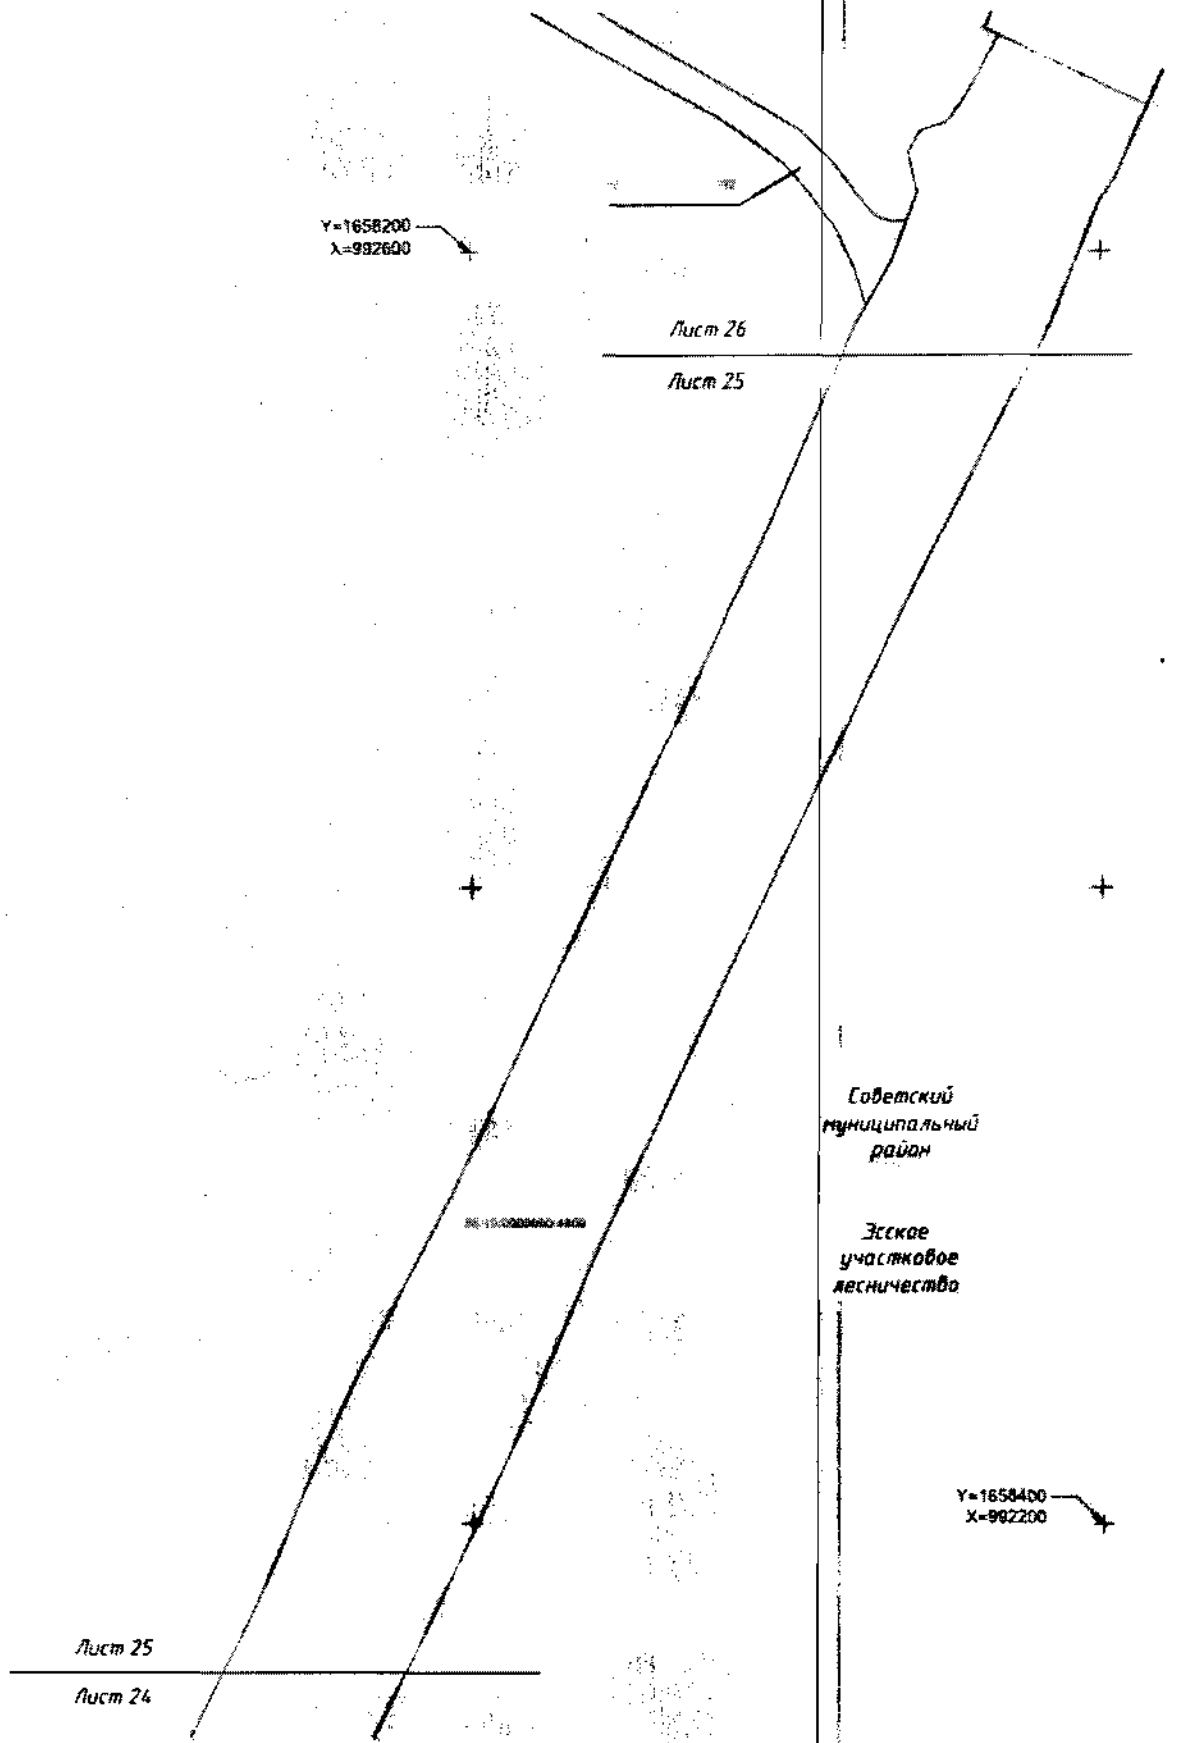 Y=1658200
X=992600
Лист 26
Лист 25
Советский
муниципальный
район
Эсское
участковое
лесничество
Y=1658400
X=992200
Лист 25
Лист 24